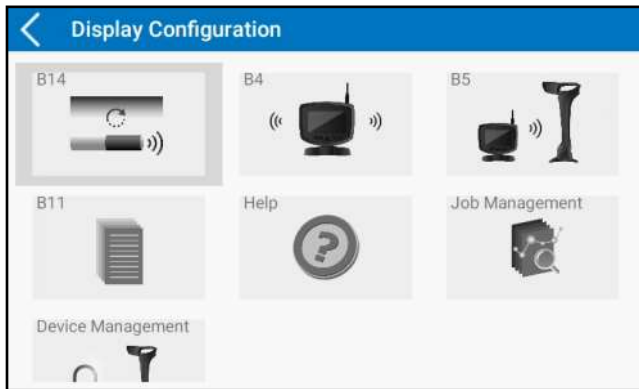 Display Configuration
B14
B4
B5
B11
Help
Job Management
Device Management